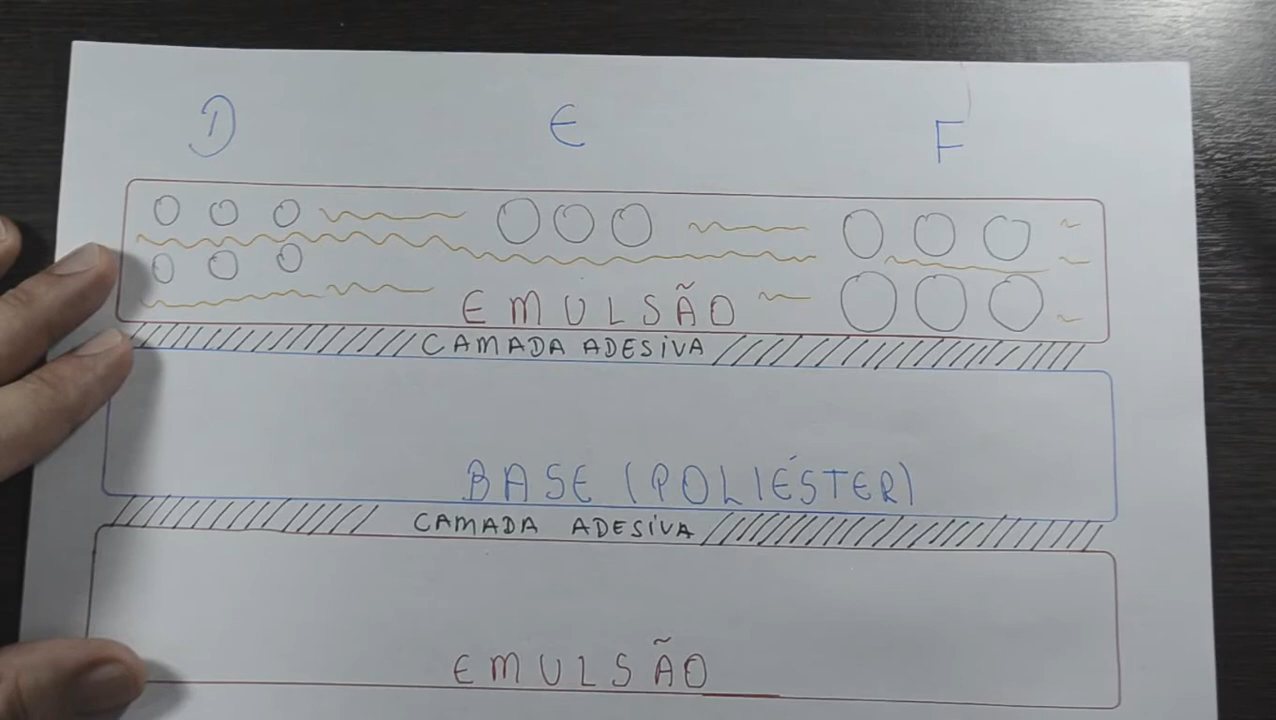 D E F
EMULSÃO
CAMADA ADESIVA
BASE (POLIÉSTER)
CAMADA ADESIVA
EMULSÃO